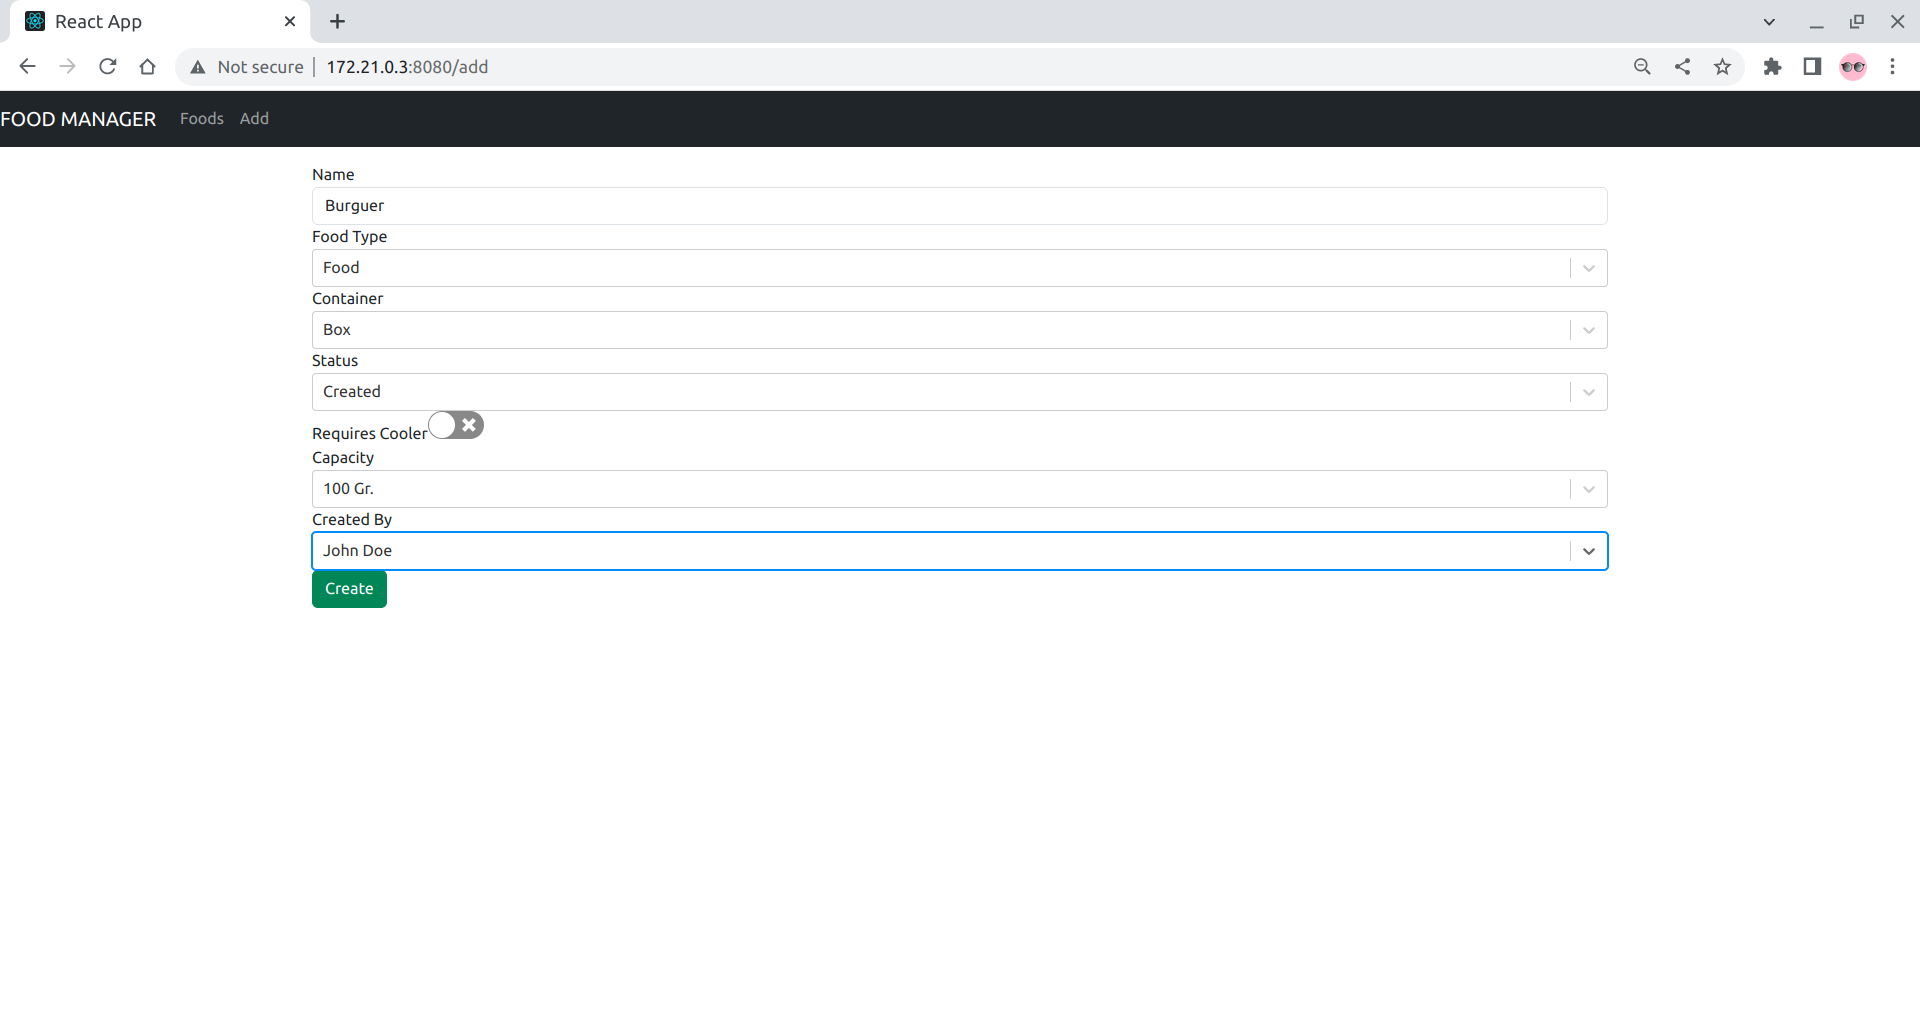 React App
Not secure 172.21.0.3:8080/add
FOOD MANAGER Foods Add
Name
Burguer
Food Type
Food
Container
Box
Status
Created
Requires Cooler
Capacity
100 Gr.
Created By
John Doe
Create